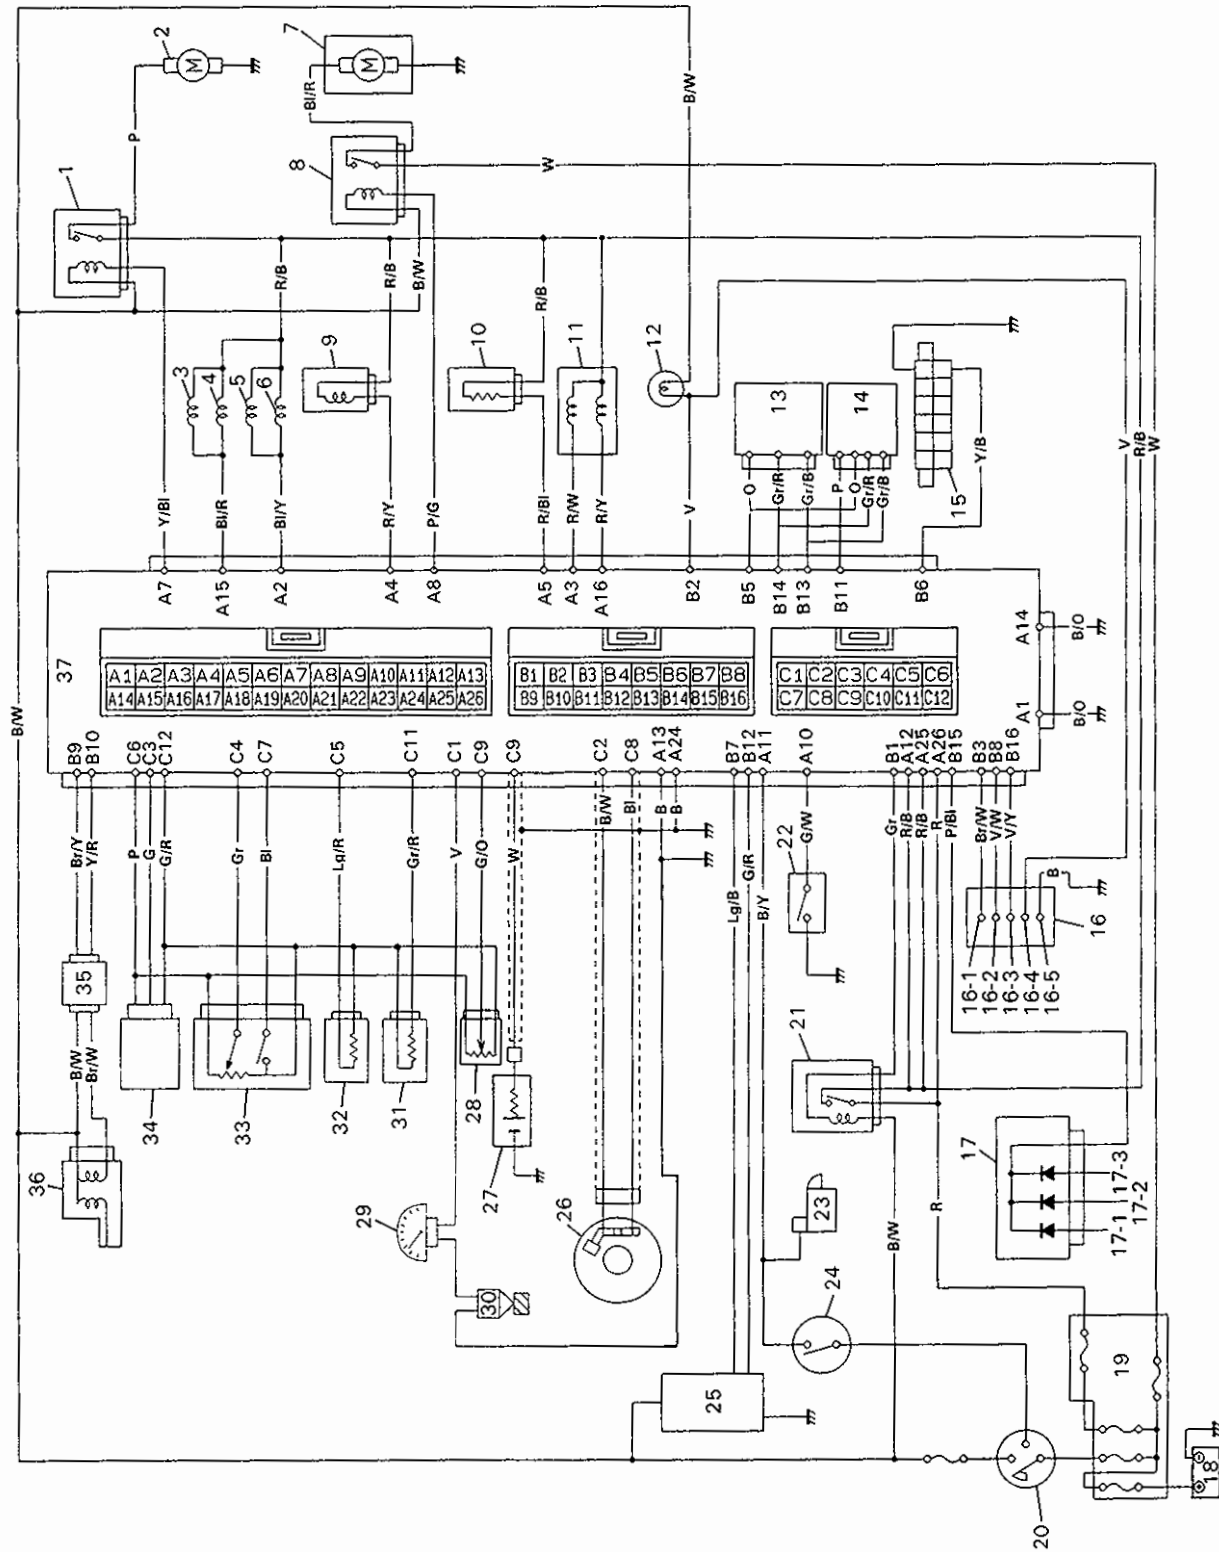 B/W
1
2
M
P
7
M
Bl/R
8
W
B/W
R/B
3
4
5
6
R/B
9
B/W
10
R/B
11
12
13
14
15
Y/Bl
Bl/R
Bl/Y
R/Y
P/G
R/Bl
R/W
R/Y
V
O
Gr/R
Gr/B
P
O
Gr/R
Gr/B
Y/B
V
R/B
W
A7
A15
A2
A4
A8
A5
A3
A16
B2
B5
B14
B13
B11
B6
37
A1 A2 A3 A4 A5 A6 A7 A8 A9 A10 A11 A12 A13
A14 A15 A16 A17 A18 A19 A20 A21 A22 A23 A24 A25 A26
B1 B2 B3 B4 B5 B6 B7 B8
B9 B10 B11 B12 B13 B14 B15 B16
C1 C2 C3 C4 C5 C6
C7 C8 C9 C10 C11 C12
A14
B/O
A1
B/O
B9
B10
C6
C3
C12
C4
C7
C5
C11
C1
C9
C9
C2
C8
A13
A24
B7
B12
A11
A10
B1
A12
A25
A26
B15
B3
B8
B16
Br/Y
Y/R
P
G
G/R
Gr
Bl
Lg/R
Gr/R
V
G/O
W
B/W
Bl
B
B
Lg/B
G/R
B/Y
G/W
Gr
R/B
R/B
R
P/Bl
Br/W
V/W
V/Y
B
22
16
16-1
16-2
16-3
16-4
16-5
35
B/W
Br/W
36
34
33
32
31
28
27
29
30
26
25
24
23
21
B/W
R
17
17-1
17-2
17-3
20
19
18